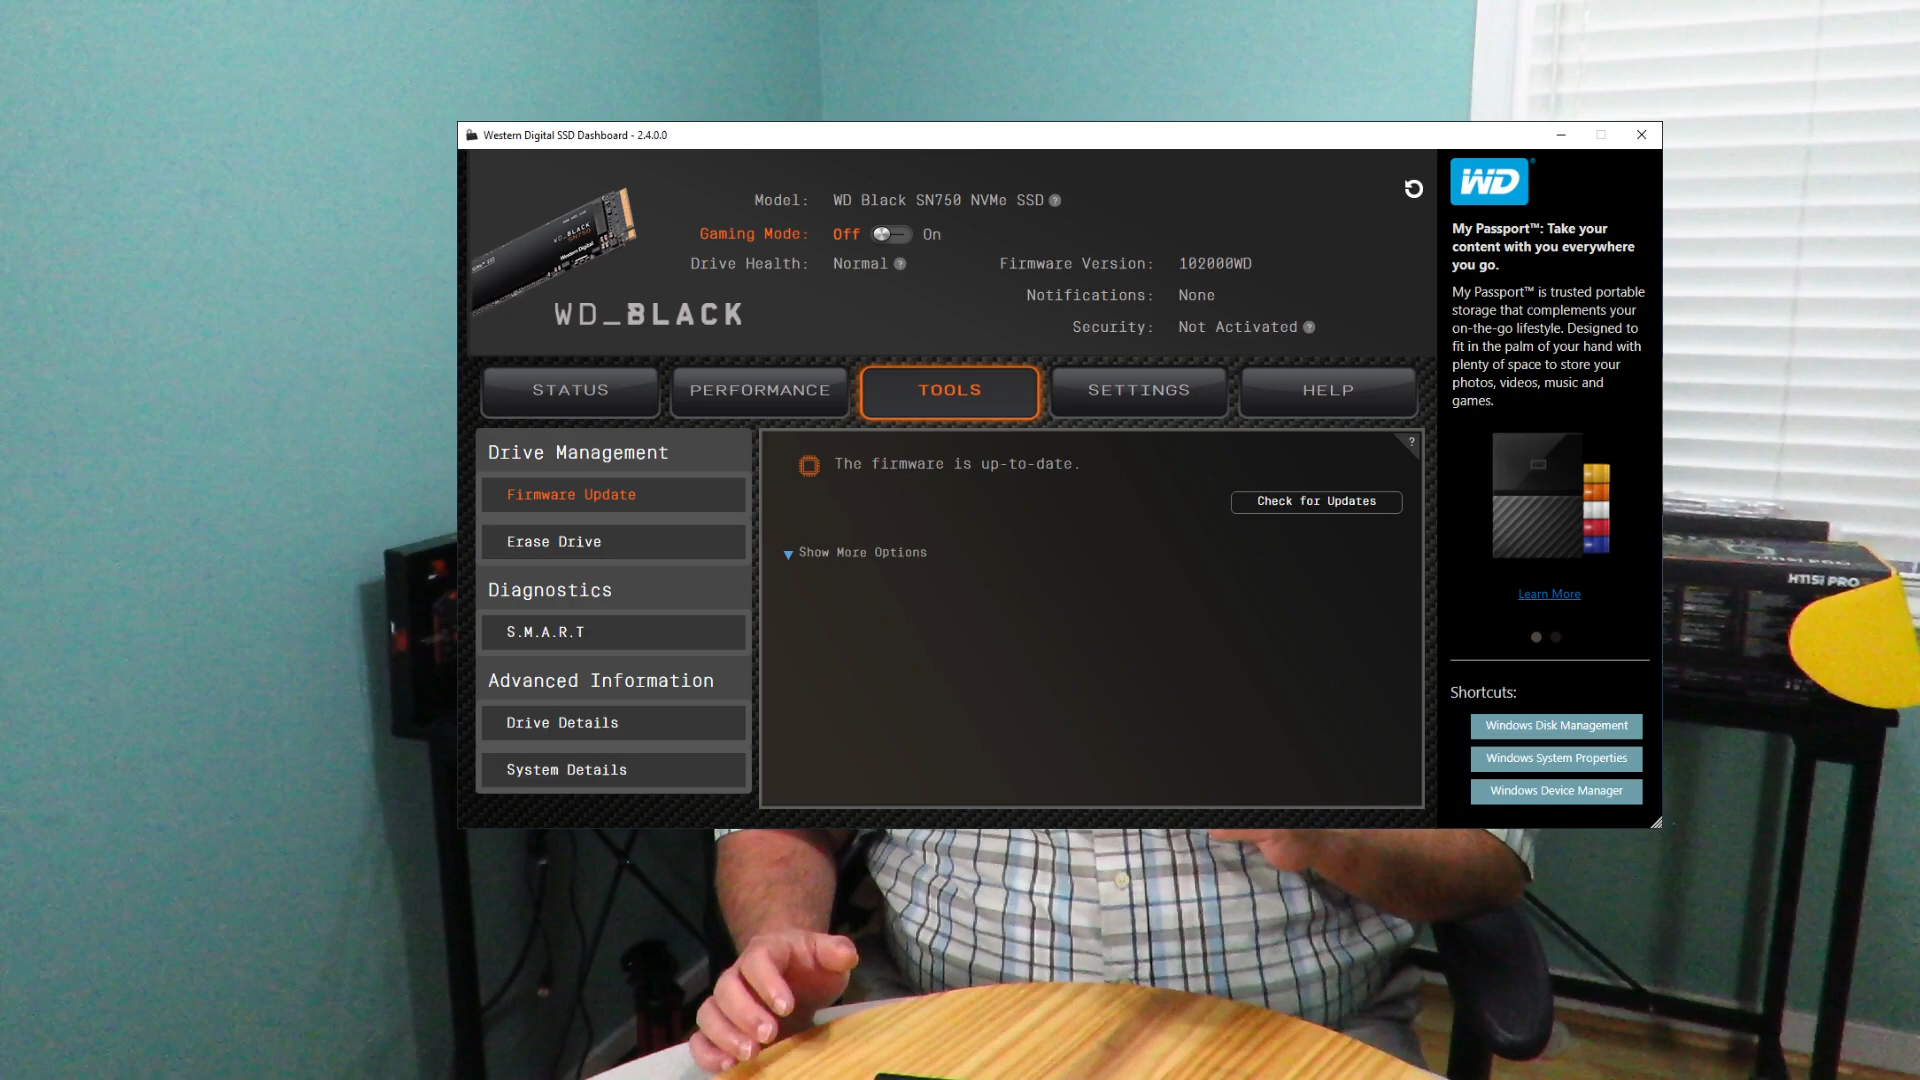 Western Digital SSD Dashboard - 2.4.0.0
Model: WD Black SN750 NVMe SSD ?
Gaming Mode: Off On
Drive Health: Normal ?
Firmware Version: 102000WD
Notifications: None
Security: Not Activated ?
WD_BLACK
SN750
Western Digital
WD_BLACK
STATUS
PERFORMANCE
TOOLS
SETTINGS
HELP
Drive Management
Firmware Update
Erase Drive
Diagnostics
S.M.A.R.T
Advanced Information
Drive Details
System Details
?
The firmware is up-to-date.
Check for Updates
Show More Options
WD®
My Passport™: Take your
content with you everywhere
you go.
My Passport™ is trusted portable
storage that complements your
on-the-go lifestyle. Designed to
fit in the palm of your hand with
plenty of space to store your
photos, videos, music and
games.
Learn More
Shortcuts:
Windows Disk Management
Windows System Properties
Windows Device Manager
H115i PRO